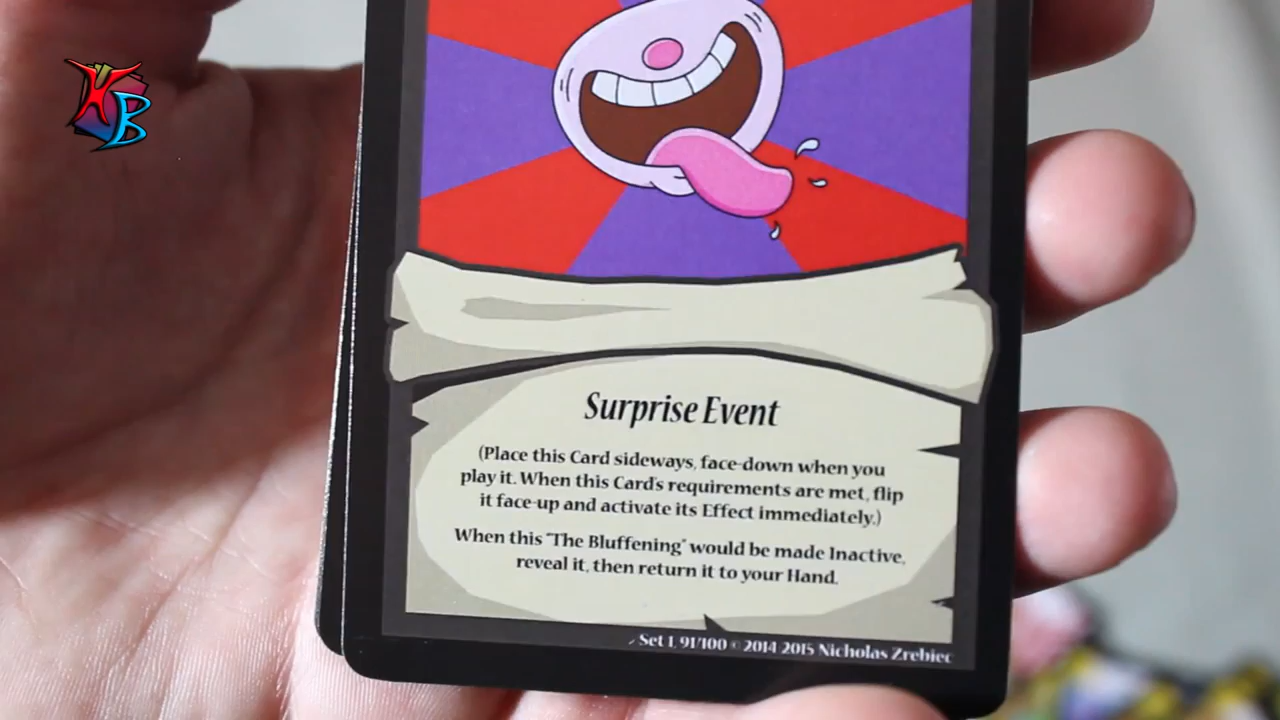 KB
Surprise Event
(Place this Card sideways, face-down when you
play it. When this Card's requirements are met, flip
it face-up and activate its Effect immediately.)
When this "The Bluffening" would be made Inactive,
reveal it, then return it to your Hand.
Set 1, 91/100 © 2014 2015 Nicholas Zrebiec